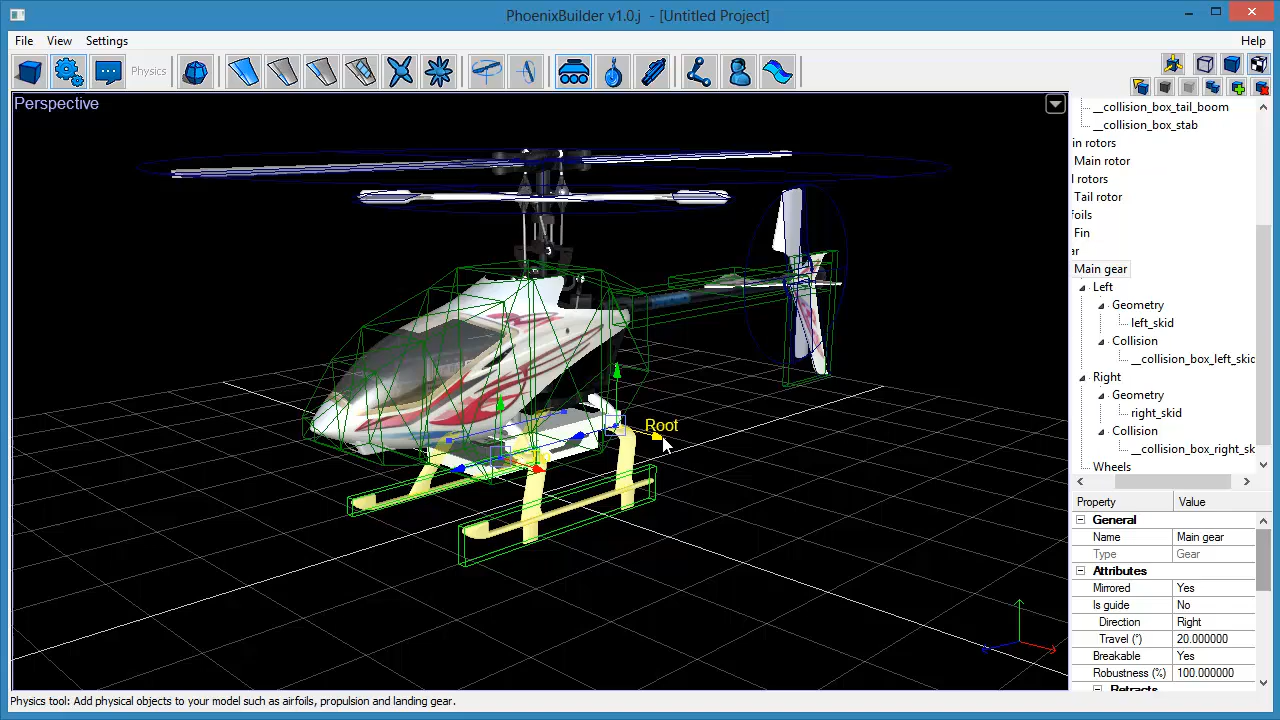 PhoenixBuilder v1.0.j - [Untitled Project]
File View Settings Help
Physics
Perspective
__collision_box_tail_boom
__collision_box_stab
in rotors
Main rotor
l rotors
Tail rotor
foils
Fin
ar
Main gear
Left
Geometry
left_skid
Collision
__collision_box_left_skid
Right
Geometry
right_skid
Collision
__collision_box_right_sk
Wheels
Root
Property Value
General
Name Main gear
Type Gear
Attributes
Mirrored Yes
Is guide No
Direction Right
Travel (°) 20.000000
Breakable Yes
Robustness (%) 100.000000
Retracts
Physics tool: Add physical objects to your model such as airfoils, propulsion and landing gear.